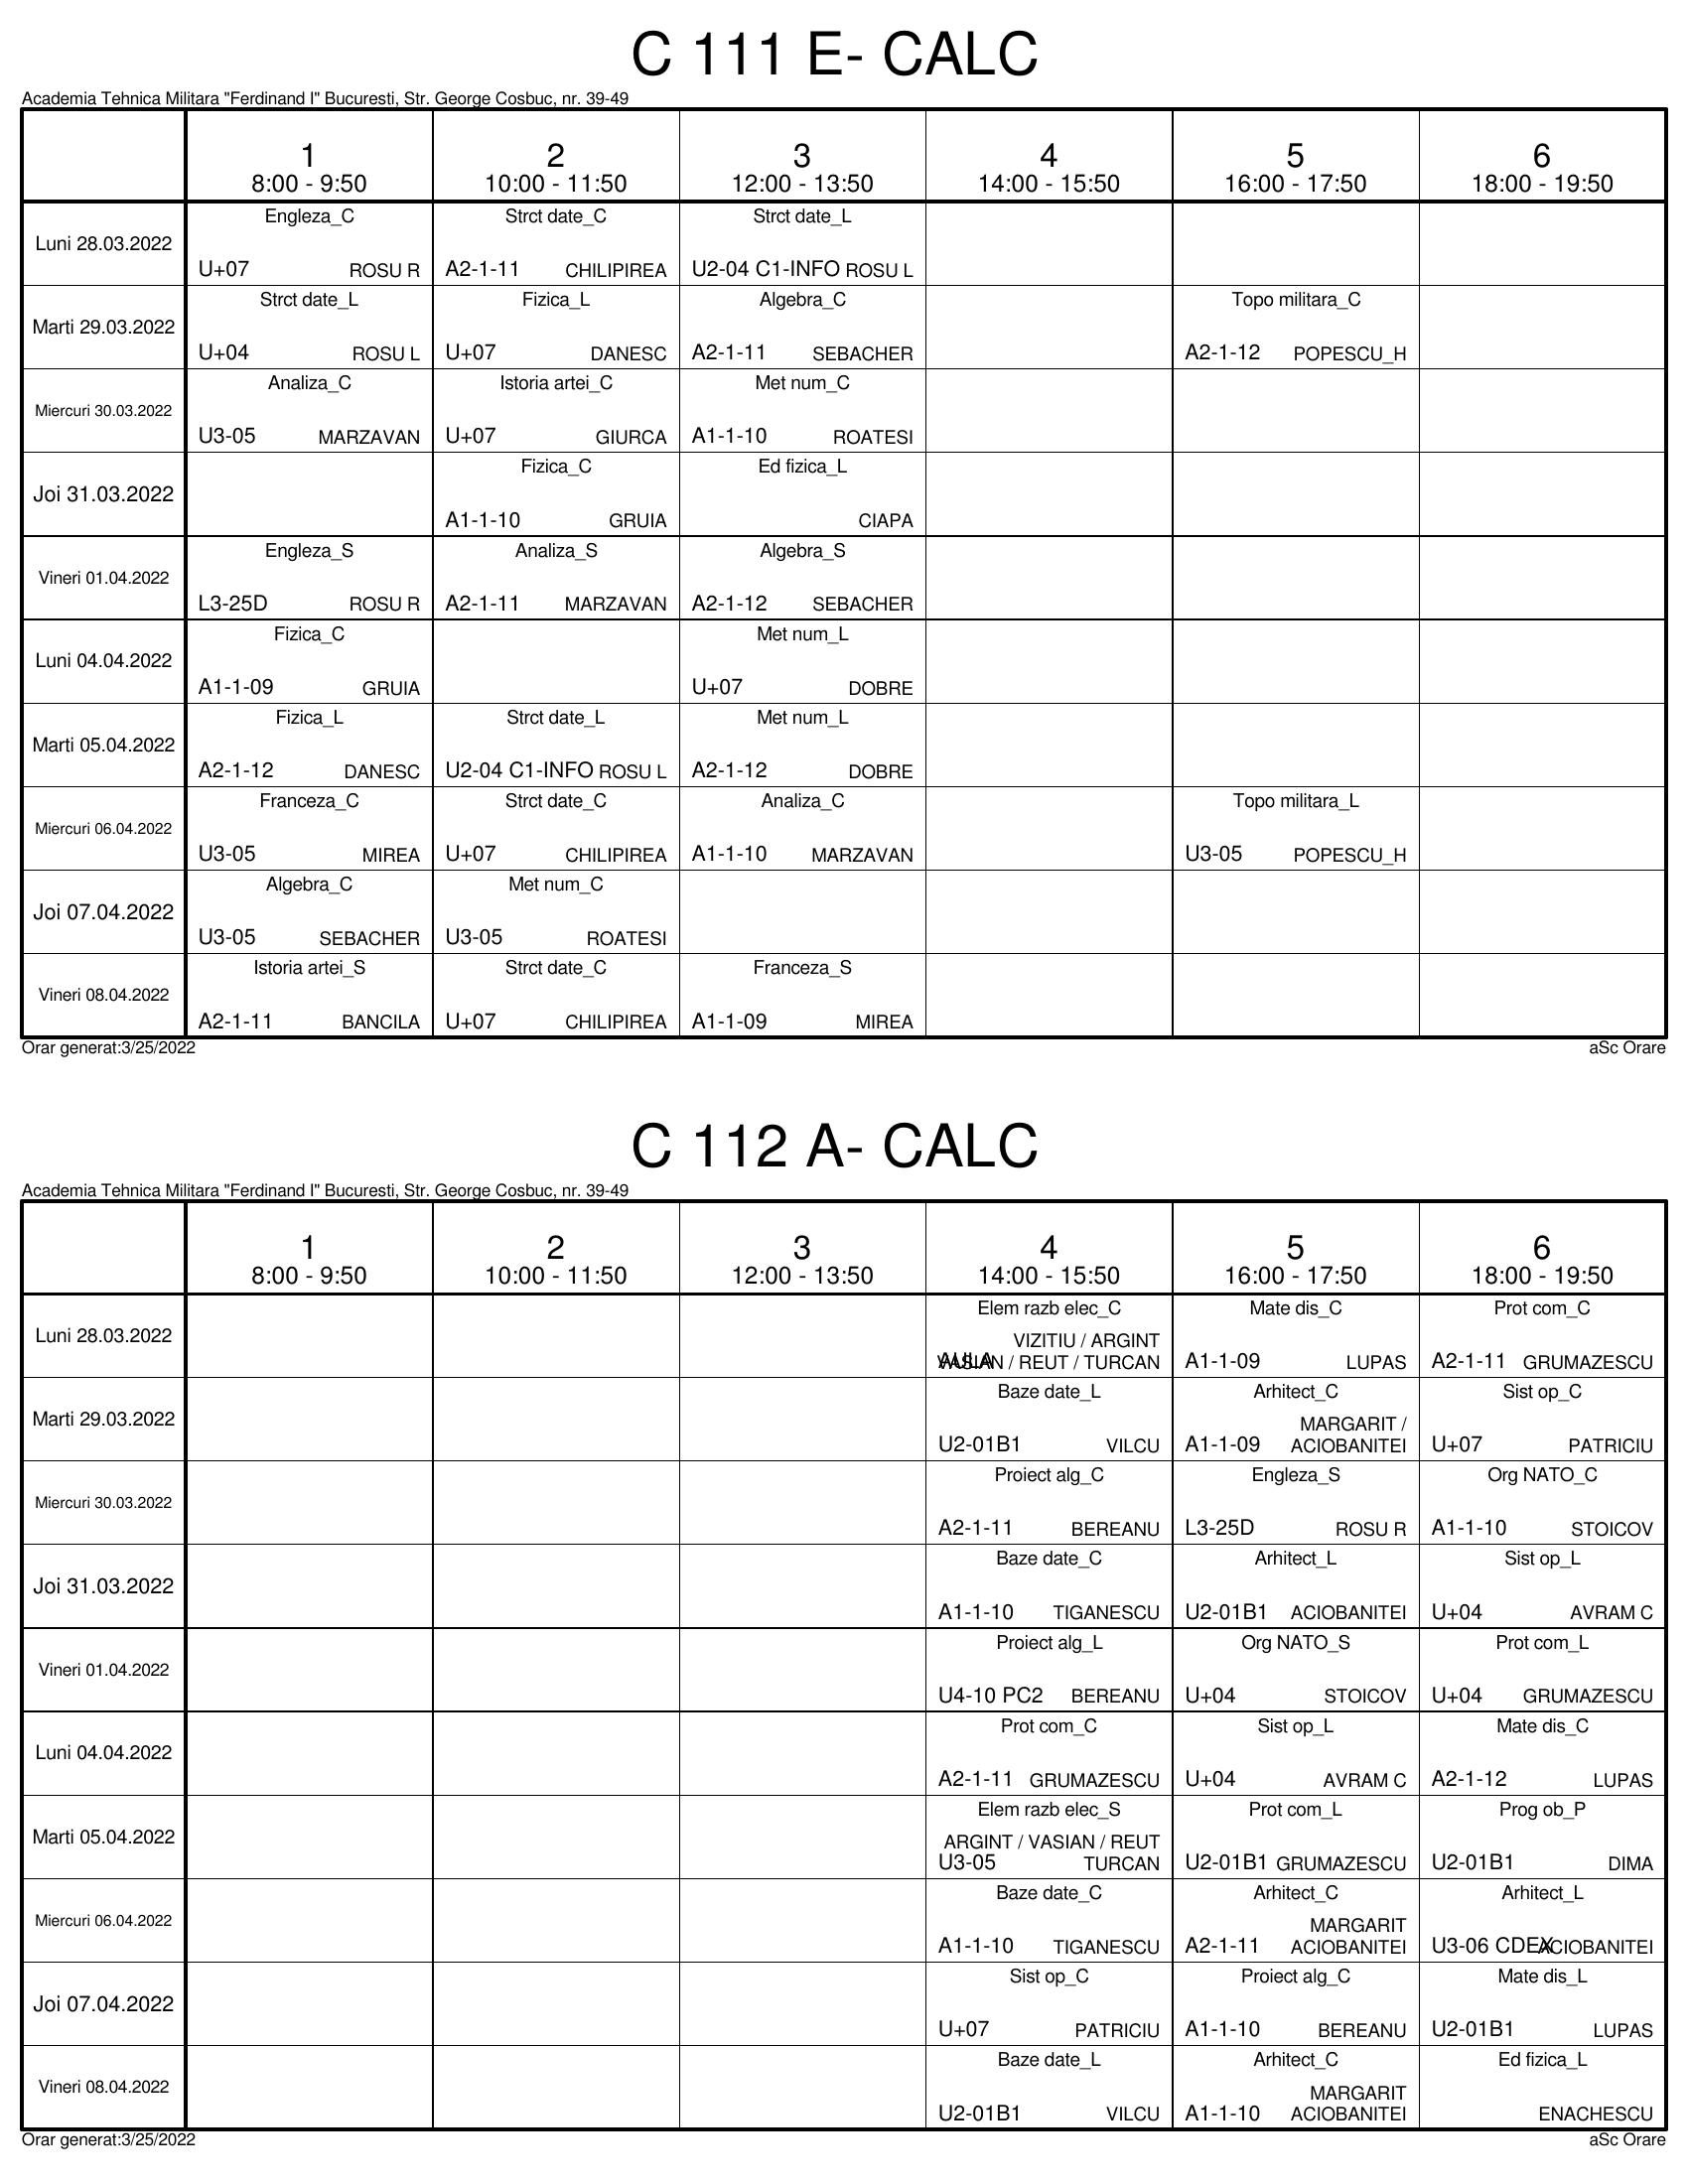 C 111 E- CALC
Academia Tehnica Militara "Ferdinand I" Bucuresti, Str. George Cosbuc, nr. 39-49
1 2 3 4 5 6
8:00 - 9:50 10:00 - 11:50 12:00 - 13:50 14:00 - 15:50 16:00 - 17:50 18:00 - 19:50
Engleza_C Strct date_C Strct date_L
Luni 28.03.2022
U+07 ROSU R A2-1-11 CHILIPIREA U2-04 C1-INFO ROSU L
Strct date_L Fizica_L Algebra_C Topo militara_C
Marti 29.03.2022
U+04 ROSU L U+07 DANESC A2-1-11 SEBACHER A2-1-12 POPESCU_H
Analiza_C Istoria artei_C Met num_C
Miercuri 30.03.2022
U3-05 MARZAVAN U+07 GIURCA A1-1-10 ROATESI
Fizica_C Ed fizica_L
Joi 31.03.2022
A1-1-10 GRUIA CIAPA
Engleza_S Analiza_S Algebra_S
Vineri 01.04.2022
L3-25D ROSU R A2-1-11 MARZAVAN A2-1-12 SEBACHER
Fizica_C Met num_L
Luni 04.04.2022
A1-1-09 GRUIA U+07 DOBRE
Fizica_L Strct date_L Met num_L
Marti 05.04.2022
A2-1-12 DANESC U2-04 C1-INFO ROSU L A2-1-12 DOBRE
Franceza_C Strct date_C Analiza_C Topo militara_L
Miercuri 06.04.2022
U3-05 MIREA U+07 CHILIPIREA A1-1-10 MARZAVAN U3-05 POPESCU_H
Algebra_C Met num_C
Joi 07.04.2022
U3-05 SEBACHER U3-05 ROATESI
Istoria artei_S Strct date_C Franceza_S
Vineri 08.04.2022
A2-1-11 BANCILA U+07 CHILIPIREA A1-1-09 MIREA
Orar generat:3/25/2022 aSc Orare
C 112 A- CALC
Academia Tehnica Militara "Ferdinand I" Bucuresti, Str. George Cosbuc, nr. 39-49
1 2 3 4 5 6
8:00 - 9:50 10:00 - 11:50 12:00 - 13:50 14:00 - 15:50 16:00 - 17:50 18:00 - 19:50
Elem razb elec_C Mate dis_C Prot com_C
Luni 28.03.2022 VIZITIU / ARGINT
AULA VASIAN / REUT / TURCAN A1-1-09 LUPAS A2-1-11 GRUMAZESCU
Baze date_L Arhitect_C Sist op_C
Marti 29.03.2022 MARGARIT /
U2-01B1 VILCU A1-1-09 ACIOBANITEI U+07 PATRICIU
Proiect alg_C Engleza_S Org NATO_C
Miercuri 30.03.2022
A2-1-11 BEREANU L3-25D ROSU R A1-1-10 STOICOV
Baze date_C Arhitect_L Sist op_L
Joi 31.03.2022
A1-1-10 TIGANESCU U2-01B1 ACIOBANITEI U+04 AVRAM C
Proiect alg_L Org NATO_S Prot com_L
Vineri 01.04.2022
U4-10 PC2 BEREANU U+04 STOICOV U+04 GRUMAZESCU
Prot com_C Sist op_L Mate dis_C
Luni 04.04.2022
A2-1-11 GRUMAZESCU U+04 AVRAM C A2-1-12 LUPAS
Elem razb elec_S Prot com_L Prog ob_P
Marti 05.04.2022 ARGINT / VASIAN / REUT
U3-05 TURCAN U2-01B1 GRUMAZESCU U2-01B1 DIMA
Baze date_C Arhitect_C Arhitect_L
Miercuri 06.04.2022 MARGARIT
A1-1-10 TIGANESCU A2-1-11 ACIOBANITEI U3-06 CDEX ACIOBANITEI
Sist op_C Proiect alg_C Mate dis_L
Joi 07.04.2022
U+07 PATRICIU A1-1-10 BEREANU U2-01B1 LUPAS
Baze date_L Arhitect_C Ed fizica_L
Vineri 08.04.2022 MARGARIT
U2-01B1 VILCU A1-1-10 ACIOBANITEI ENACHESCU
Orar generat:3/25/2022 aSc Orare